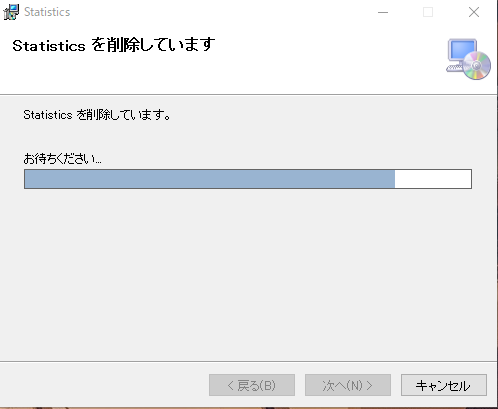 Statistics
Statistics を削除しています
Statistics を削除しています。
お待ちください...
< 戻る(B)
次へ(N) >
キャンセル